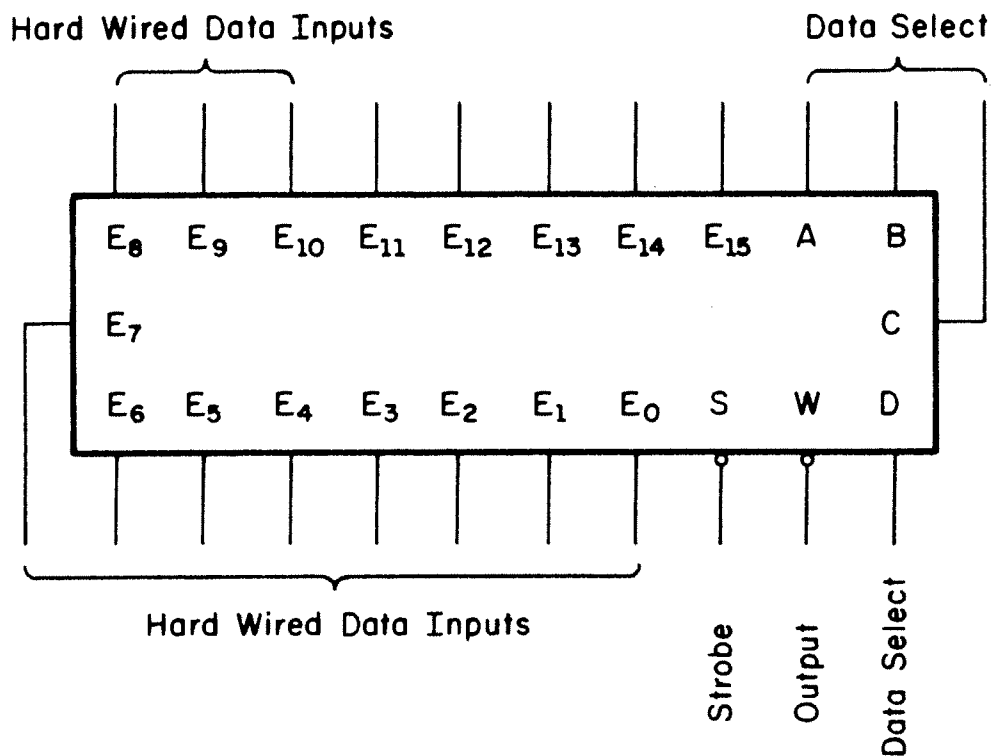 Hard Wired Data Inputs
Data Select
E₈ E₉ E₁₀ E₁₁ E₁₂ E₁₃ E₁₄ E₁₅ A B
E₇ C
E₆ E₅ E₄ E₃ E₂ E₁ E₀ S W D
Hard Wired Data Inputs
Strobe
Output
Data Select